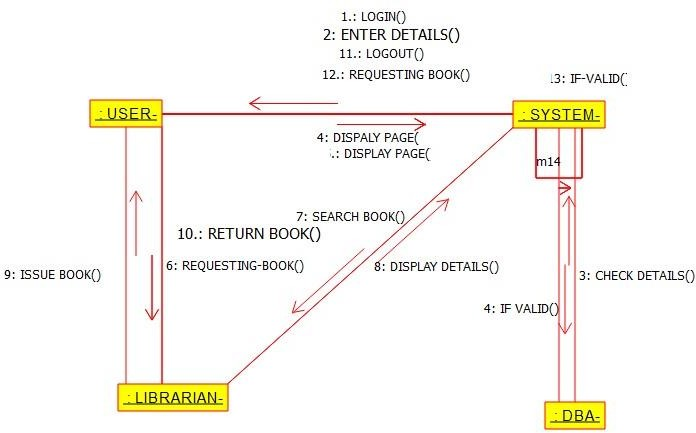 1.: LOGIN()
2: ENTER DETAILS()
11.: LOGOUT()
12.: REQUESTING BOOK()
13: IF-VALID(
: USER-
: SYSTEM-
4: DISPALY PAGE(
.: DISPLAY PAGE(
m14
7: SEARCH BOOK()
10.: RETURN BOOK()
6: REQUESTING-BOOK()
8: DISPLAY DETAILS()
9: ISSUE BOOK()
3: CHECK DETAILS()
4: IF VALID()
: LIBRARIAN-
: DBA-